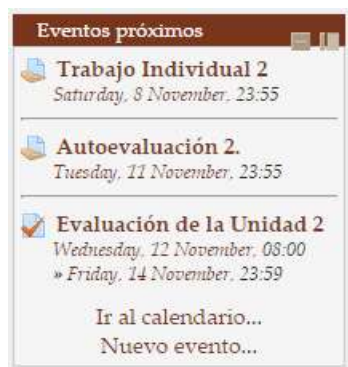 Eventos próximos
Trabajo Individual 2
Saturday, 8 November, 23:55
Autoevaluación 2.
Tuesday, 11 November, 23:55
Evaluación de la Unidad 2
Wednesday, 12 November, 08:00
» Friday, 14 November, 23:59
Ir al calendario...
Nuevo evento...